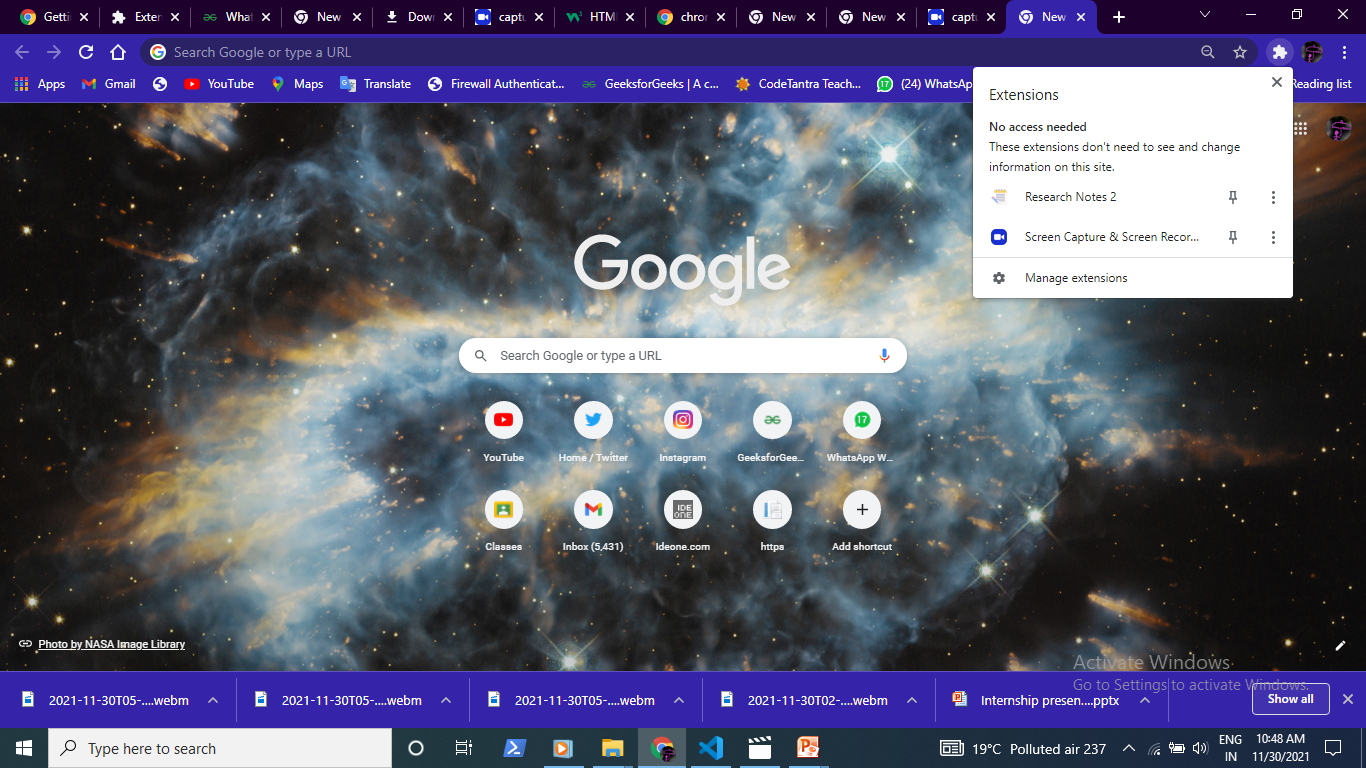 Getti
Exter
What
New
Down
capt
HTMl
chror
New
New
capt
New
Search Google or type a URL
Apps
Gmail
YouTube
Maps
Translate
Firewall Authenticat...
GeeksforGeeks | A c...
CodeTantra Teach...
(24) WhatsApp
Reading list
Extensions
No access needed
These extensions don't need to see and change
information on this site.
Research Notes 2
Screen Capture & Screen Recor...
Manage extensions
Google
Search Google or type a URL
YouTube
Home / Twitter
Instagram
GeeksforGee...
WhatsApp W...
Classes
Inbox (5,431)
Ideone.com
https
Add shortcut
Photo by NASA Image Library
Activate Windows
Go to Settings to activate Windows.
2021-11-30T05-....webm
2021-11-30T05-....webm
2021-11-30T05-....webm
2021-11-30T02-....webm
Internship presen....pptx
Show all
Type here to search
19°C Polluted air 237
ENG
IN
10:48 AM
11/30/2021